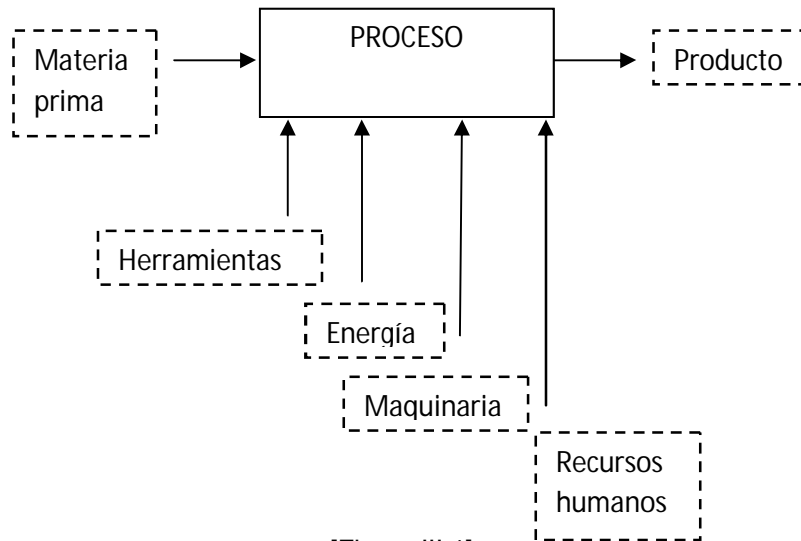 PROCESO
Materia
prima
Producto
Herramientas
Energía
Maquinaria
Recursos
humanos